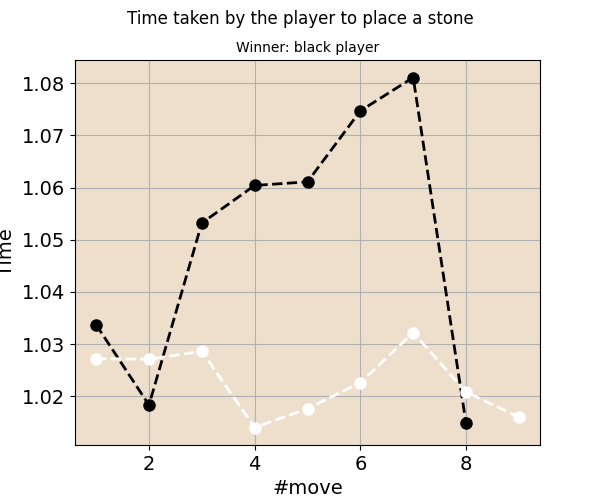 Time taken by the player to place a stone
Winner: black player
1.08
1.07
1.06
1.05
1.04
1.03
1.02
Time
2 4 6 8
#move